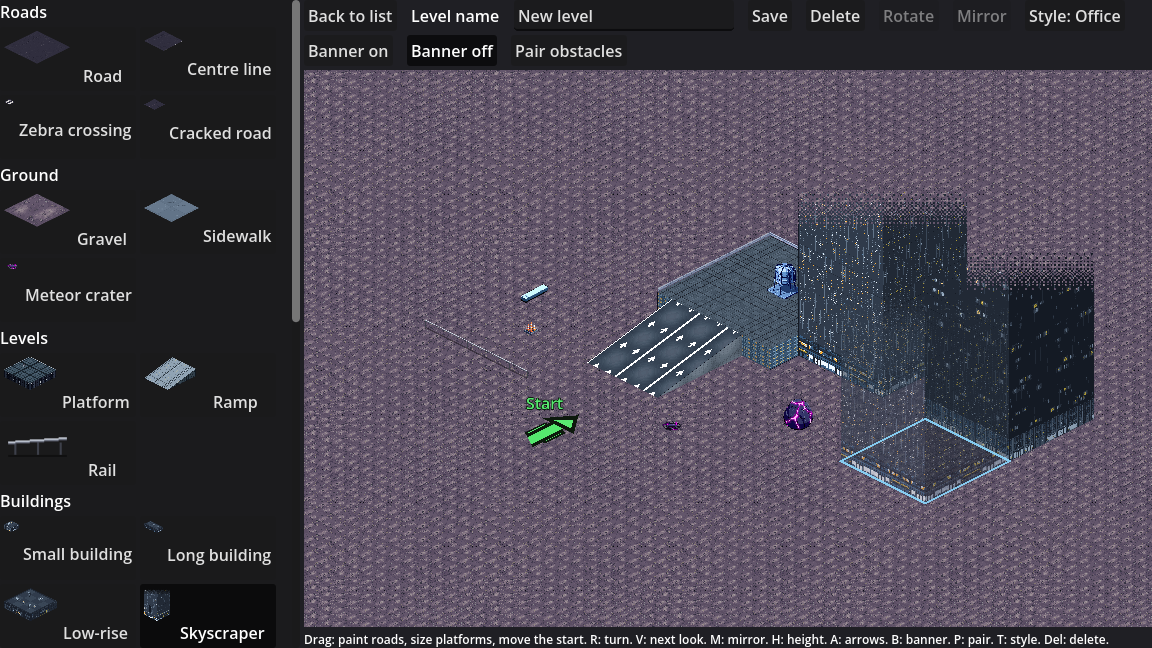 Roads
Road
Centre line
Zebra crossing
Cracked road
Ground
Gravel
Sidewalk
Meteor crater
Levels
Platform
Ramp
Rail
Buildings
Small building
Long building
Low-rise
Skyscraper
Back to list
Level name
New level
Save
Delete
Rotate
Mirror
Style: Office
Banner on
Banner off
Pair obstacles
Start
Drag: paint roads, size platforms, move the start. R: turn. V: next look. M: mirror. H: height. A: arrows. B: banner. P: pair. T: style. Del: delete.